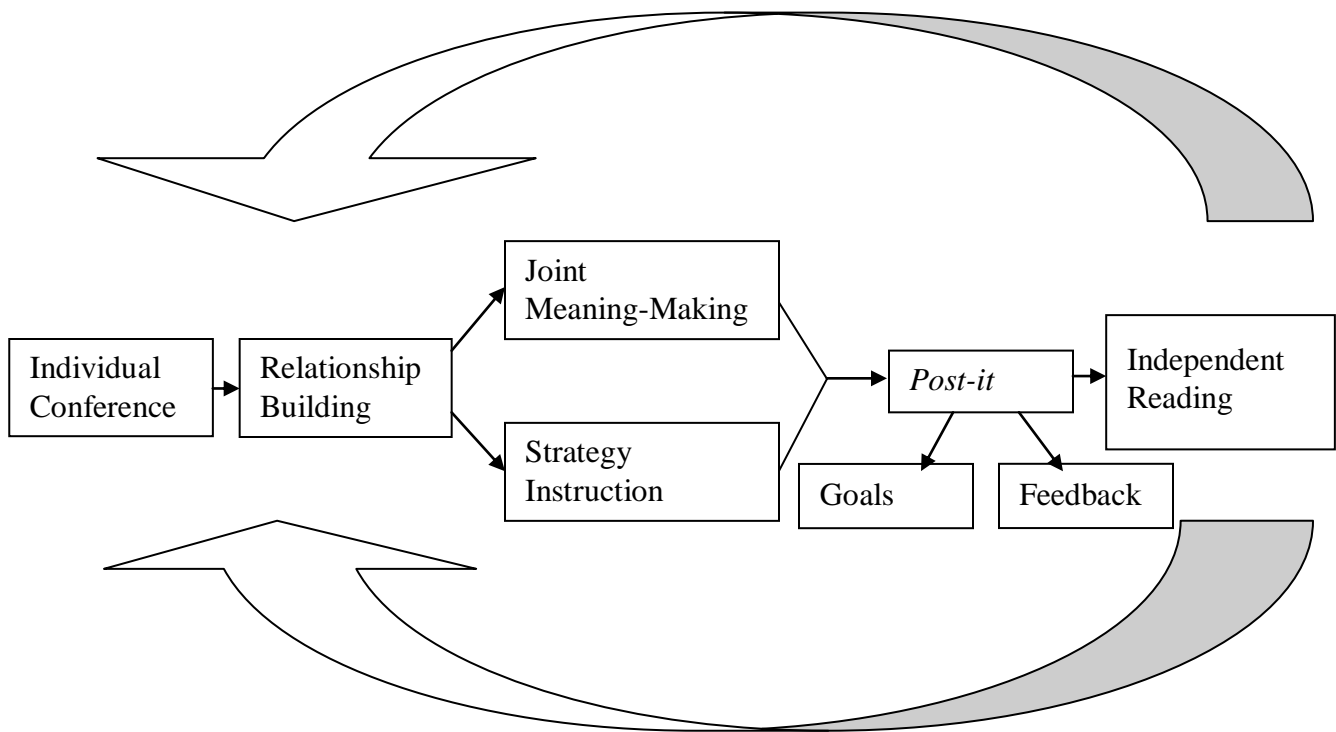 Individual
Conference
Relationship
Building
Joint
Meaning-Making
Strategy
Instruction
Post-it
Goals
Feedback
Independent
Reading